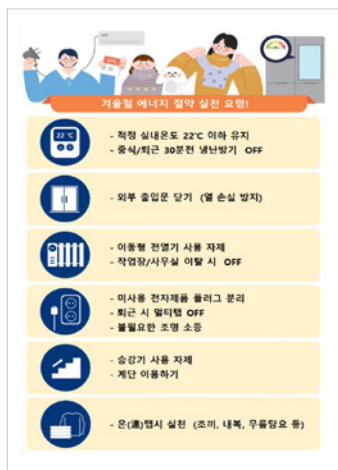 겨울철 에너지 절약 실천 요령!
22 ℃
- 적정 실내온도 22℃ 이하 유지
- 중식/퇴근 30분전 냉난방기 OFF
- 외부 출입문 닫기 (열 손실 방지)
- 이동형 전열기 사용 자제
- 작업장/사무실 이탈 시 OFF
- 미사용 전자제품 플러그 분리
- 퇴근 시 멀티탭 OFF
- 불필요한 조명 소등
- 승강기 사용 자제
- 계단 이용하기
- 온(溫)맵시 실천 (조끼, 내복, 무릎담요 등)